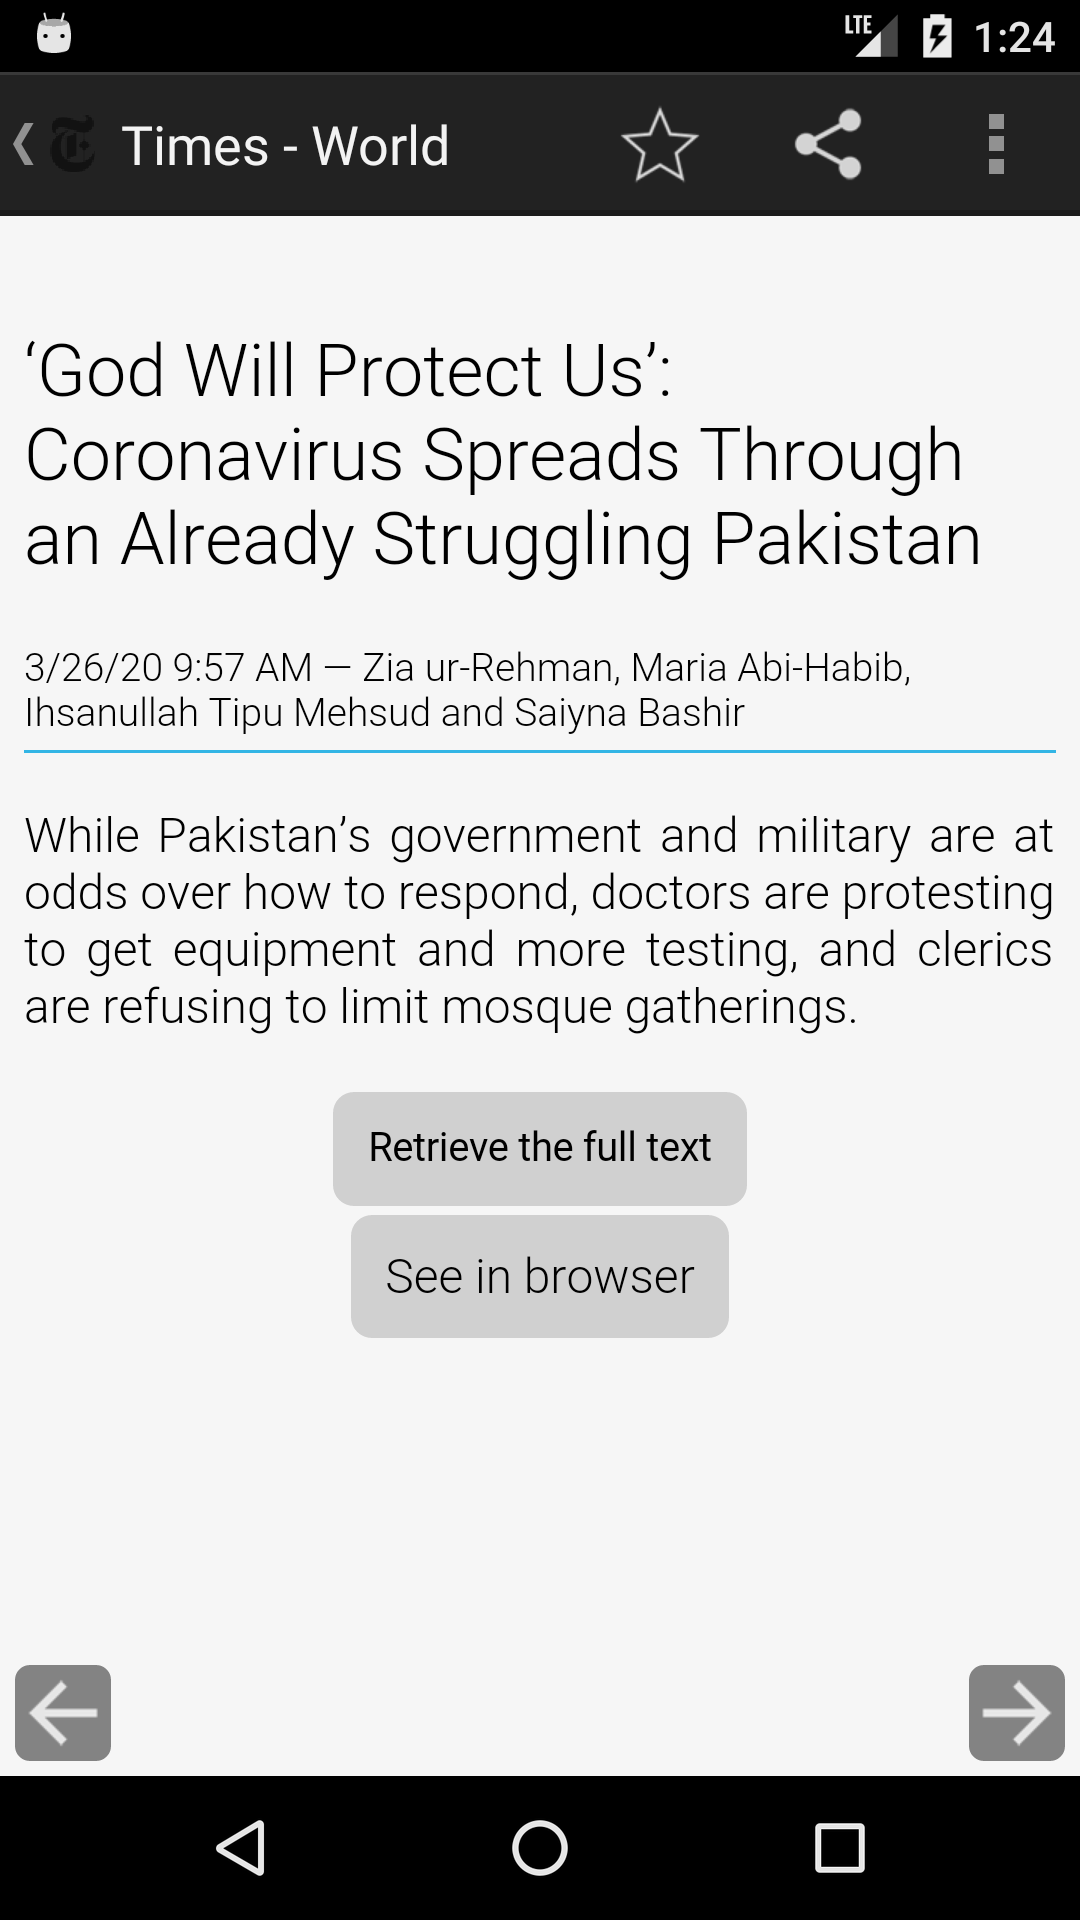 LTE 1:24
Times - World
‘God Will Protect Us’:
Coronavirus Spreads Through
an Already Struggling Pakistan
3/26/20 9:57 AM — Zia ur-Rehman, Maria Abi-Habib,
Ihsanullah Tipu Mehsud and Saiyna Bashir
While Pakistan’s government and military are at
odds over how to respond, doctors are protesting
to get equipment and more testing, and clerics
are refusing to limit mosque gatherings.
Retrieve the full text
See in browser